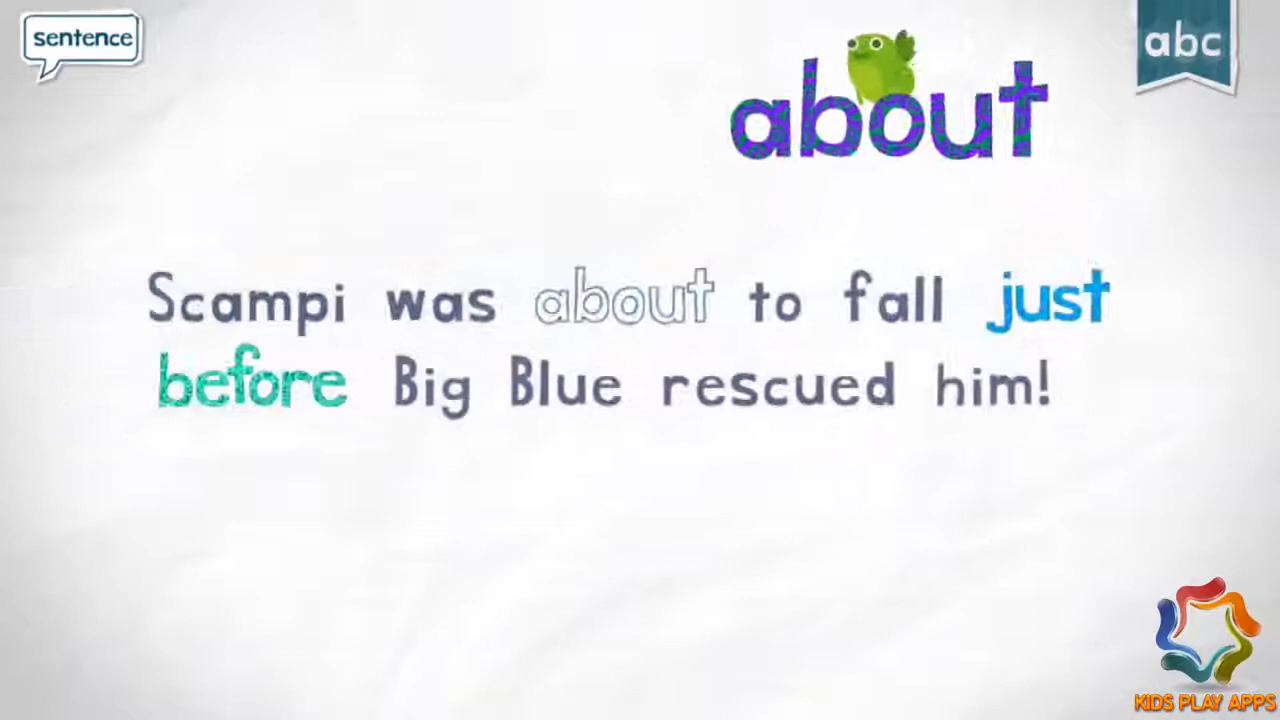 sentence
abc
about
Scampi was about to fall just
before Big Blue rescued him!
KIDS PLAY APPS